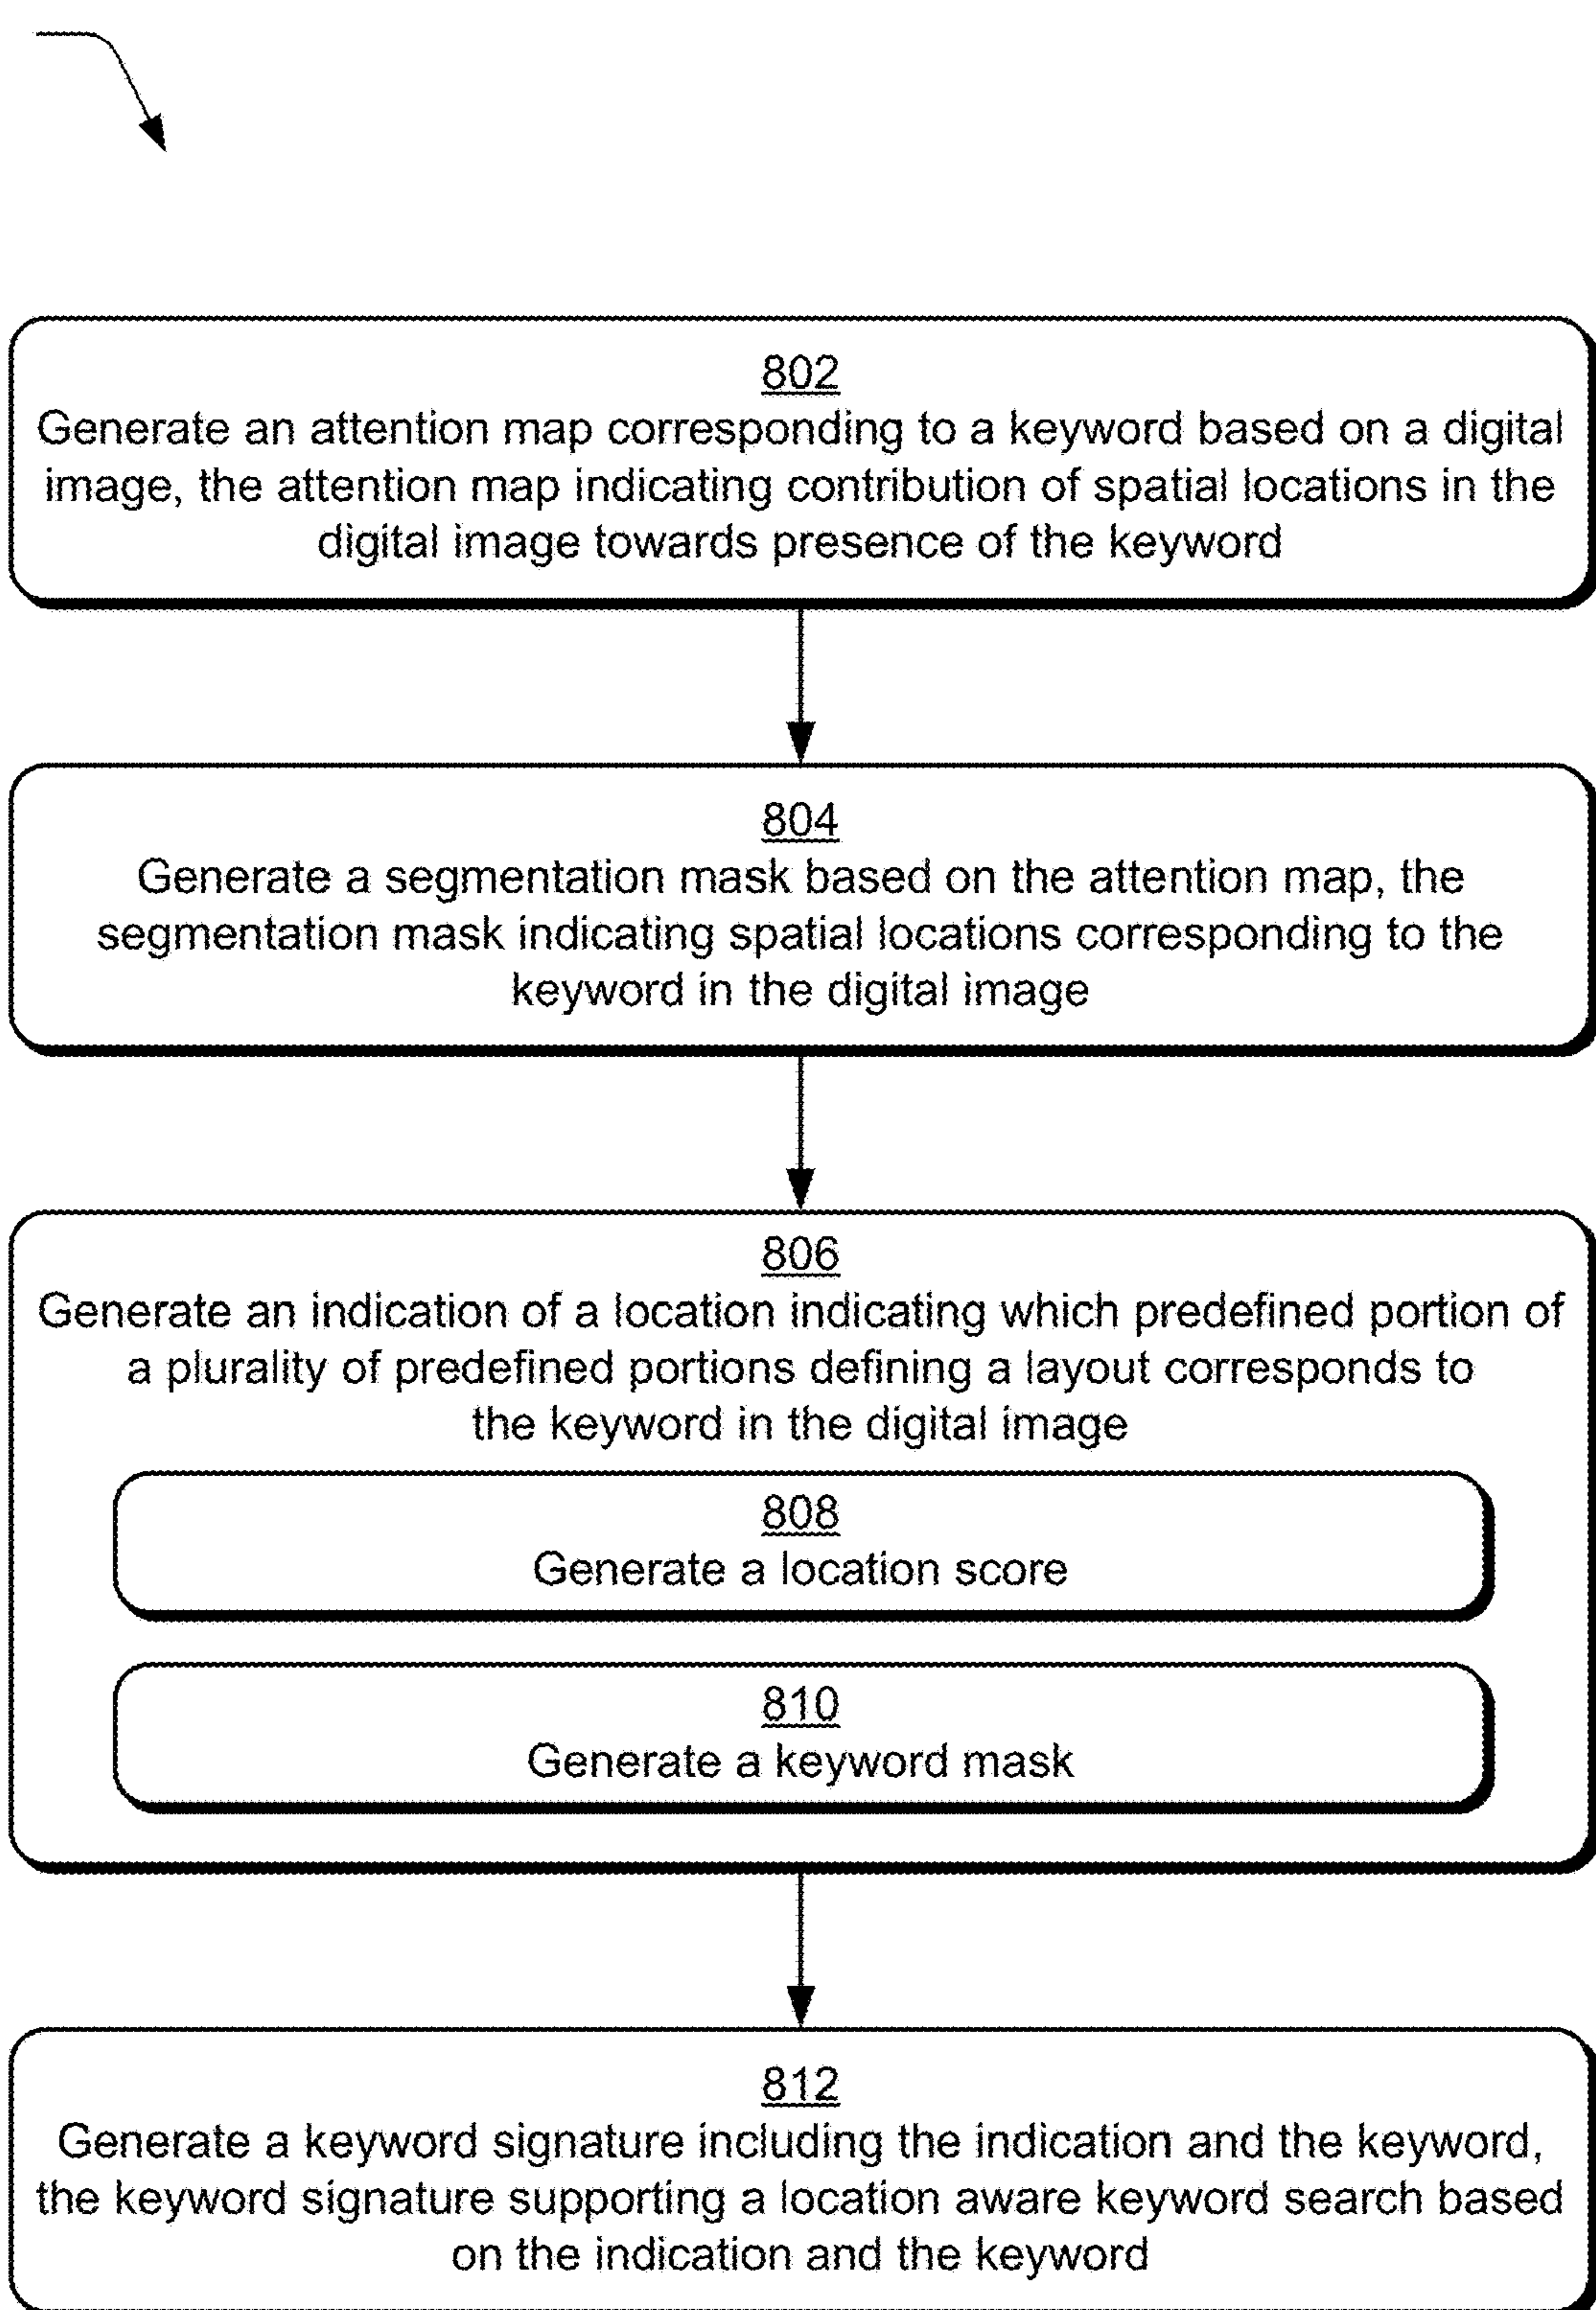 802
Generate an attention map corresponding to a keyword based on a digital
image, the attention map indicating contribution of spatial locations in the
digital image towards presence of the keyword
804
Generate a segmentation mask based on the attention map, the
segmentation mask indicating spatial locations corresponding to the
keyword in the digital image
806
Generate an indication of a location indicating which predefined portion of
a plurality of predefined portions defining a layout corresponds to
the keyword in the digital image
808
Generate a location score
810
Generate a keyword mask
812
Generate a keyword signature including the indication and the keyword,
the keyword signature supporting a location aware keyword search based
on the indication and the keyword